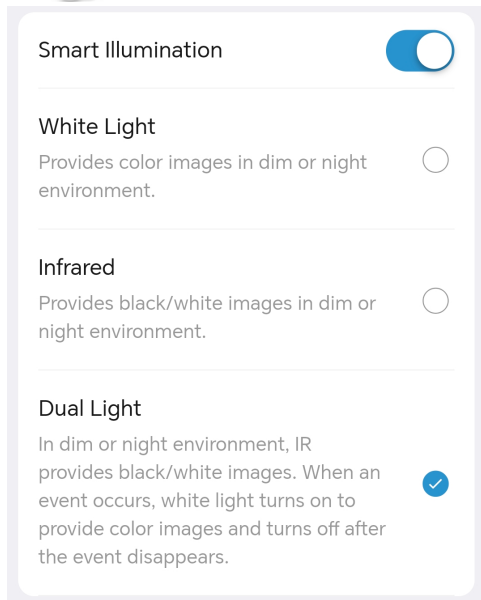 Smart Illumination
White Light
Provides color images in dim or night
environment.
Infrared
Provides black/white images in dim or
night environment.
Dual Light
In dim or night environment, IR
provides black/white images. When an
event occurs, white light turns on to
provide color images and turns off after
the event disappears.